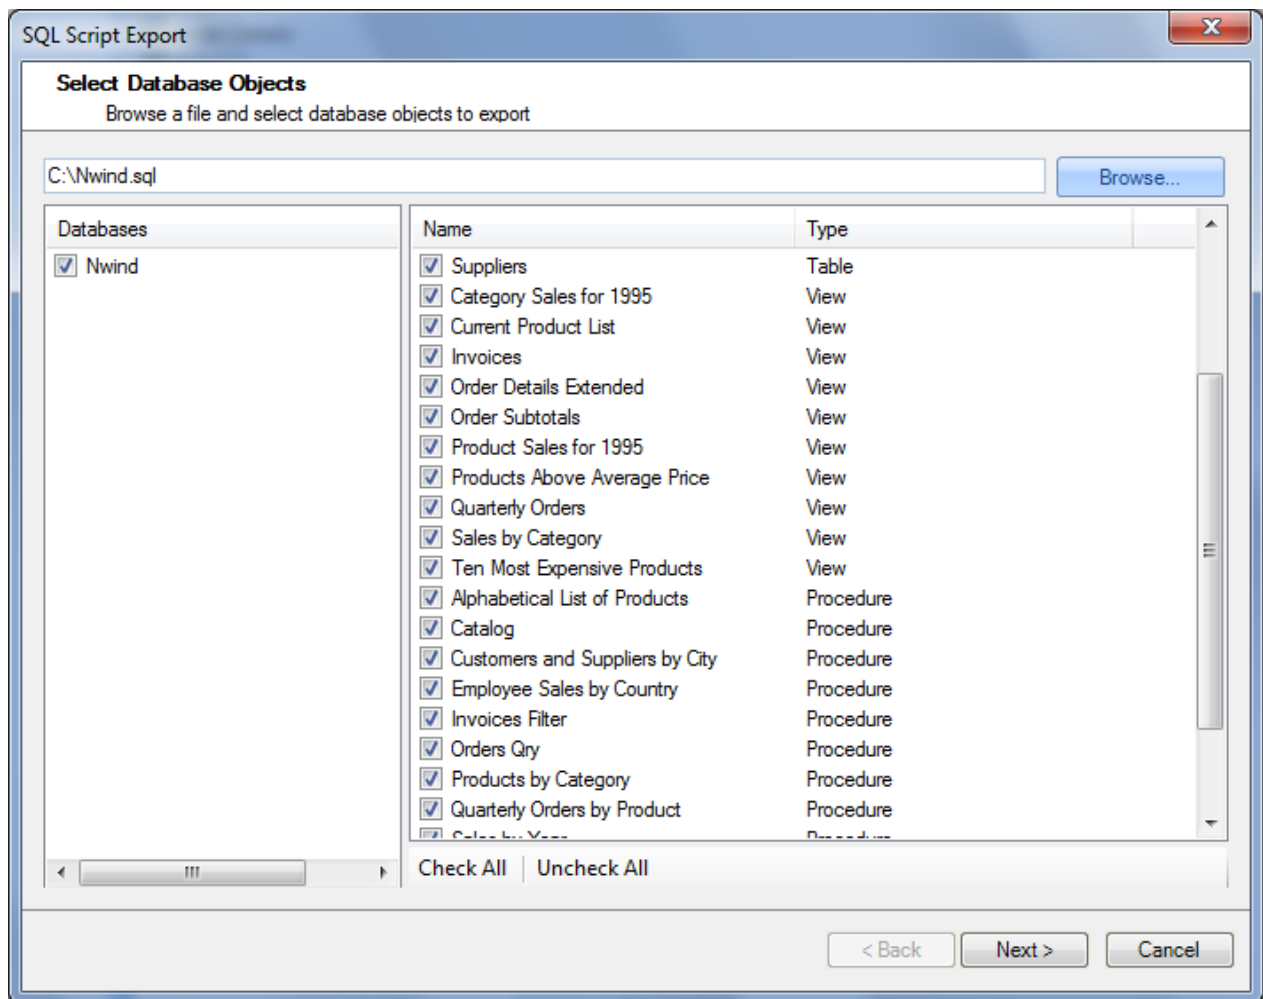 SQL Script Export
Select Database Objects
Browse a file and select database objects to export
C:\Nwind.sql
Browse...
Databases
Nwind
Name Type
Suppliers Table
Category Sales for 1995 View
Current Product List View
Invoices View
Order Details Extended View
Order Subtotals View
Product Sales for 1995 View
Products Above Average Price View
Quarterly Orders View
Sales by Category View
Ten Most Expensive Products View
Alphabetical List of Products Procedure
Catalog Procedure
Customers and Suppliers by City Procedure
Employee Sales by Country Procedure
Invoices Filter Procedure
Orders Qry Procedure
Products by Category Procedure
Quarterly Orders by Product Procedure
Sales by Year Procedure
Check All Uncheck All
< Back Next > Cancel